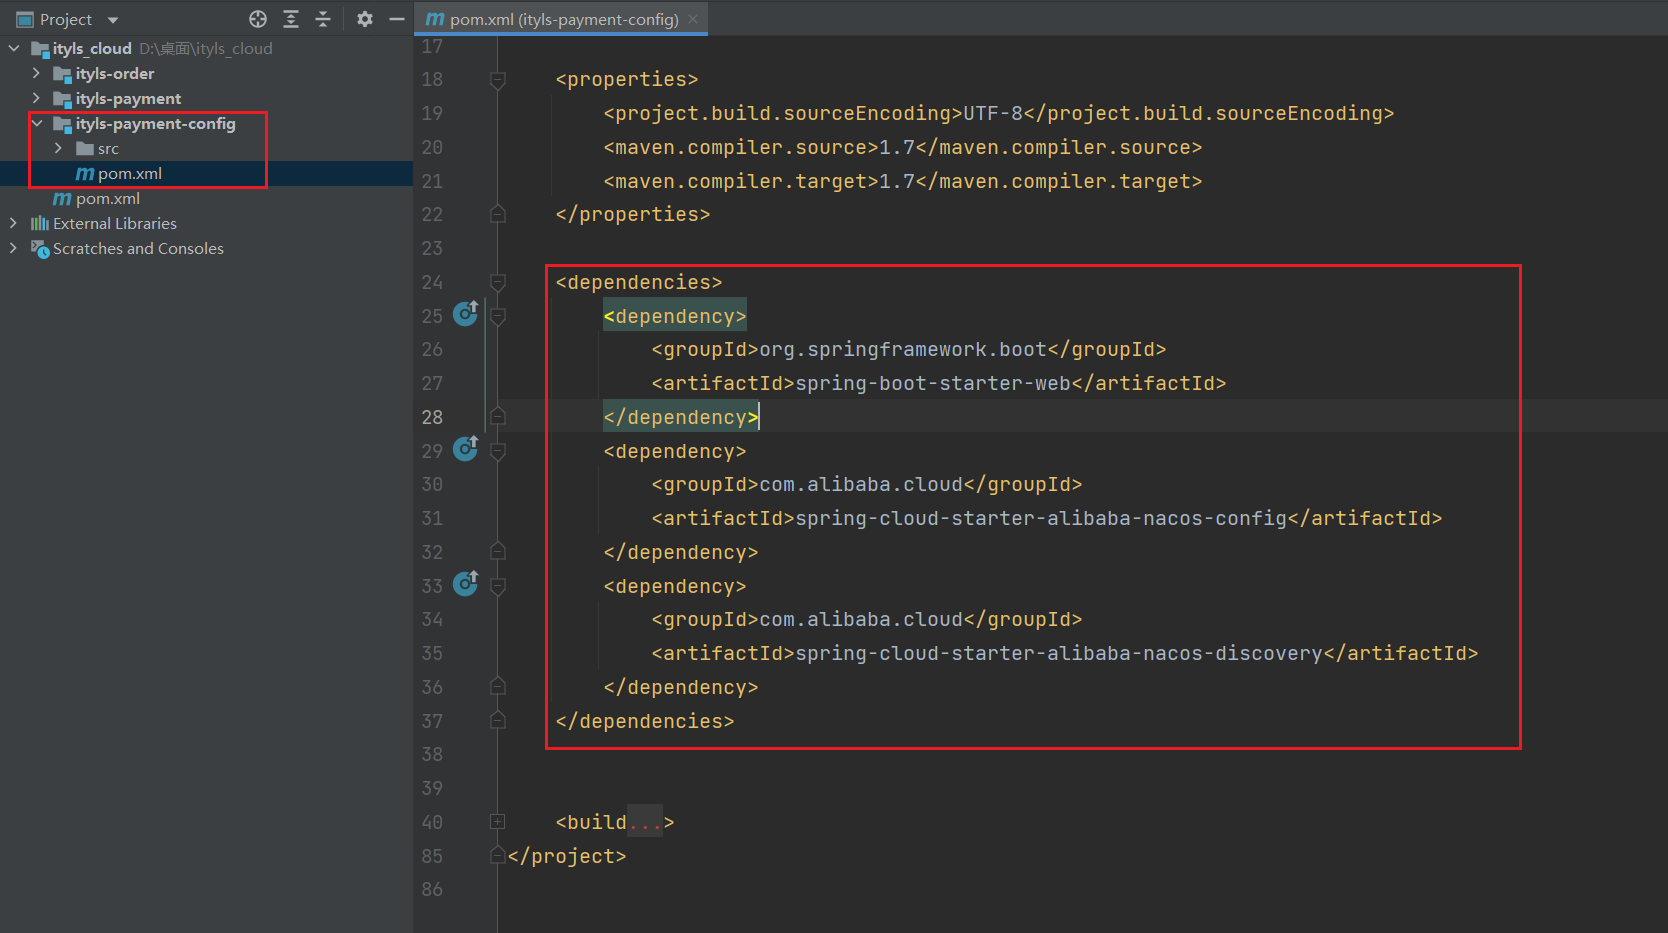 Project
pom.xml (ityls-payment-config)
ityls_cloud D:\桌面\ityls_cloud
ityls-order
ityls-payment
ityls-payment-config
src
pom.xml
pom.xml
External Libraries
Scratches and Consoles
17
18 <properties>
19 <project.build.sourceEncoding>UTF-8</project.build.sourceEncoding>
20 <maven.compiler.source>1.7</maven.compiler.source>
21 <maven.compiler.target>1.7</maven.compiler.target>
22 </properties>
23
24 <dependencies>
25 <dependency>
26 <groupId>org.springframework.boot</groupId>
27 <artifactId>spring-boot-starter-web</artifactId>
28 </dependency>
29 <dependency>
30 <groupId>com.alibaba.cloud</groupId>
31 <artifactId>spring-cloud-starter-alibaba-nacos-config</artifactId>
32 </dependency>
33 <dependency>
34 <groupId>com.alibaba.cloud</groupId>
35 <artifactId>spring-cloud-starter-alibaba-nacos-discovery</artifactId>
36 </dependency>
37 </dependencies>
38
39
40 <build...>
85 </project>
86